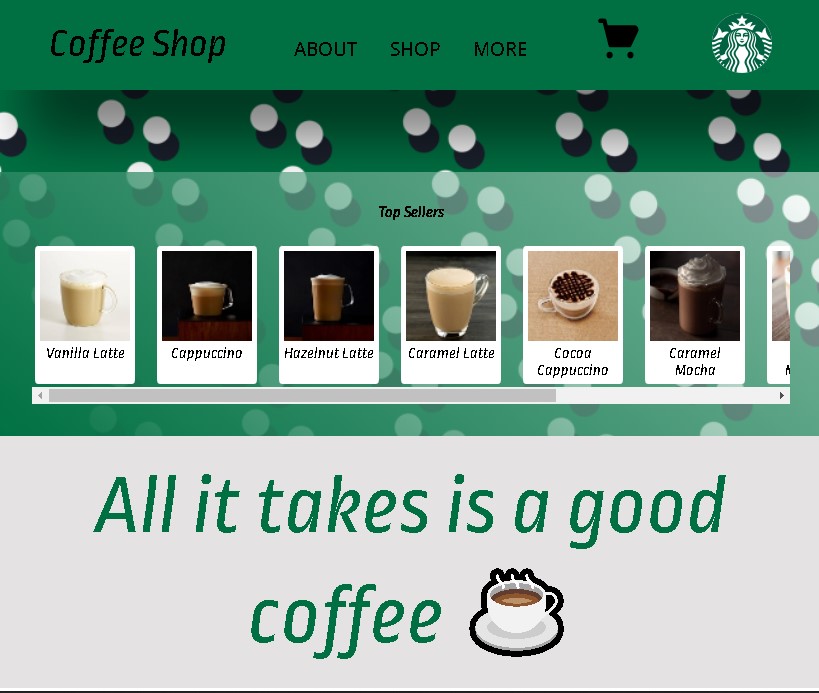 Coffee Shop
ABOUT SHOP MORE
Top Sellers
Vanilla Latte
Cappuccino
Hazelnut Latte
Caramel Latte
Cocoa
Cappuccino
Caramel
Mocha
All it takes is a good
coffee